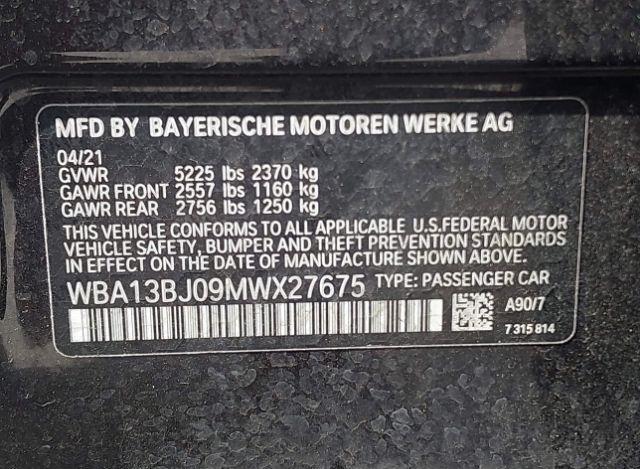 MFD BY BAYERISCHE MOTOREN WERKE AG
04/21
GVWR 5225 lbs 2370 kg
GAWR FRONT 2557 lbs 1160 kg
GAWR REAR 2756 lbs 1250 kg
THIS VEHICLE CONFORMS TO ALL APPLICABLE U.S.FEDERAL MOTOR
VEHICLE SAFETY, BUMPER AND THEFT PREVENTION STANDARDS
IN EFFECT ON THE DATE OF MANUFACTURE SHOWN ABOVE.
WBA13BJ09MWX27675 TYPE: PASSENGER CAR
A90/7
7 315 814